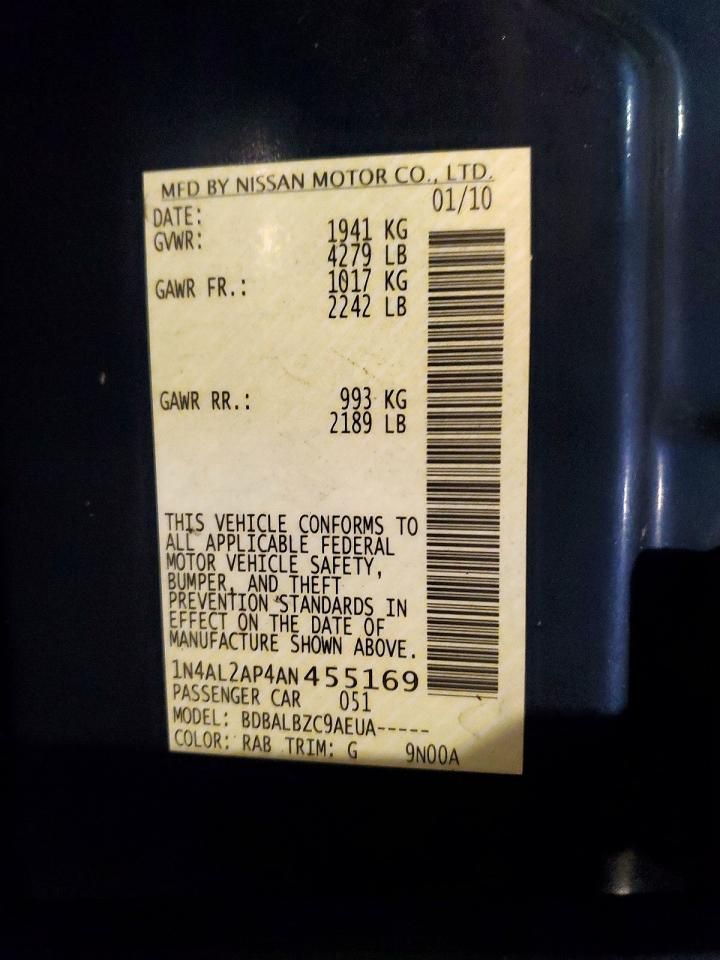 MFD BY NISSAN MOTOR CO., LTD.
DATE: 01/10
GVWR: 1941 KG
4279 LB
GAWR FR.: 1017 KG
2242 LB
GAWR RR.: 993 KG
2189 LB
THIS VEHICLE CONFORMS TO
ALL APPLICABLE FEDERAL
MOTOR VEHICLE SAFETY,
BUMPER, AND THEFT
PREVENTION STANDARDS IN
EFFECT ON THE DATE OF
MANUFACTURE SHOWN ABOVE.
1N4AL2AP4AN455169
PASSENGER CAR 051
MODEL: BDBALBZC9AEUA-----
COLOR: RAB TRIM: G 9N00A